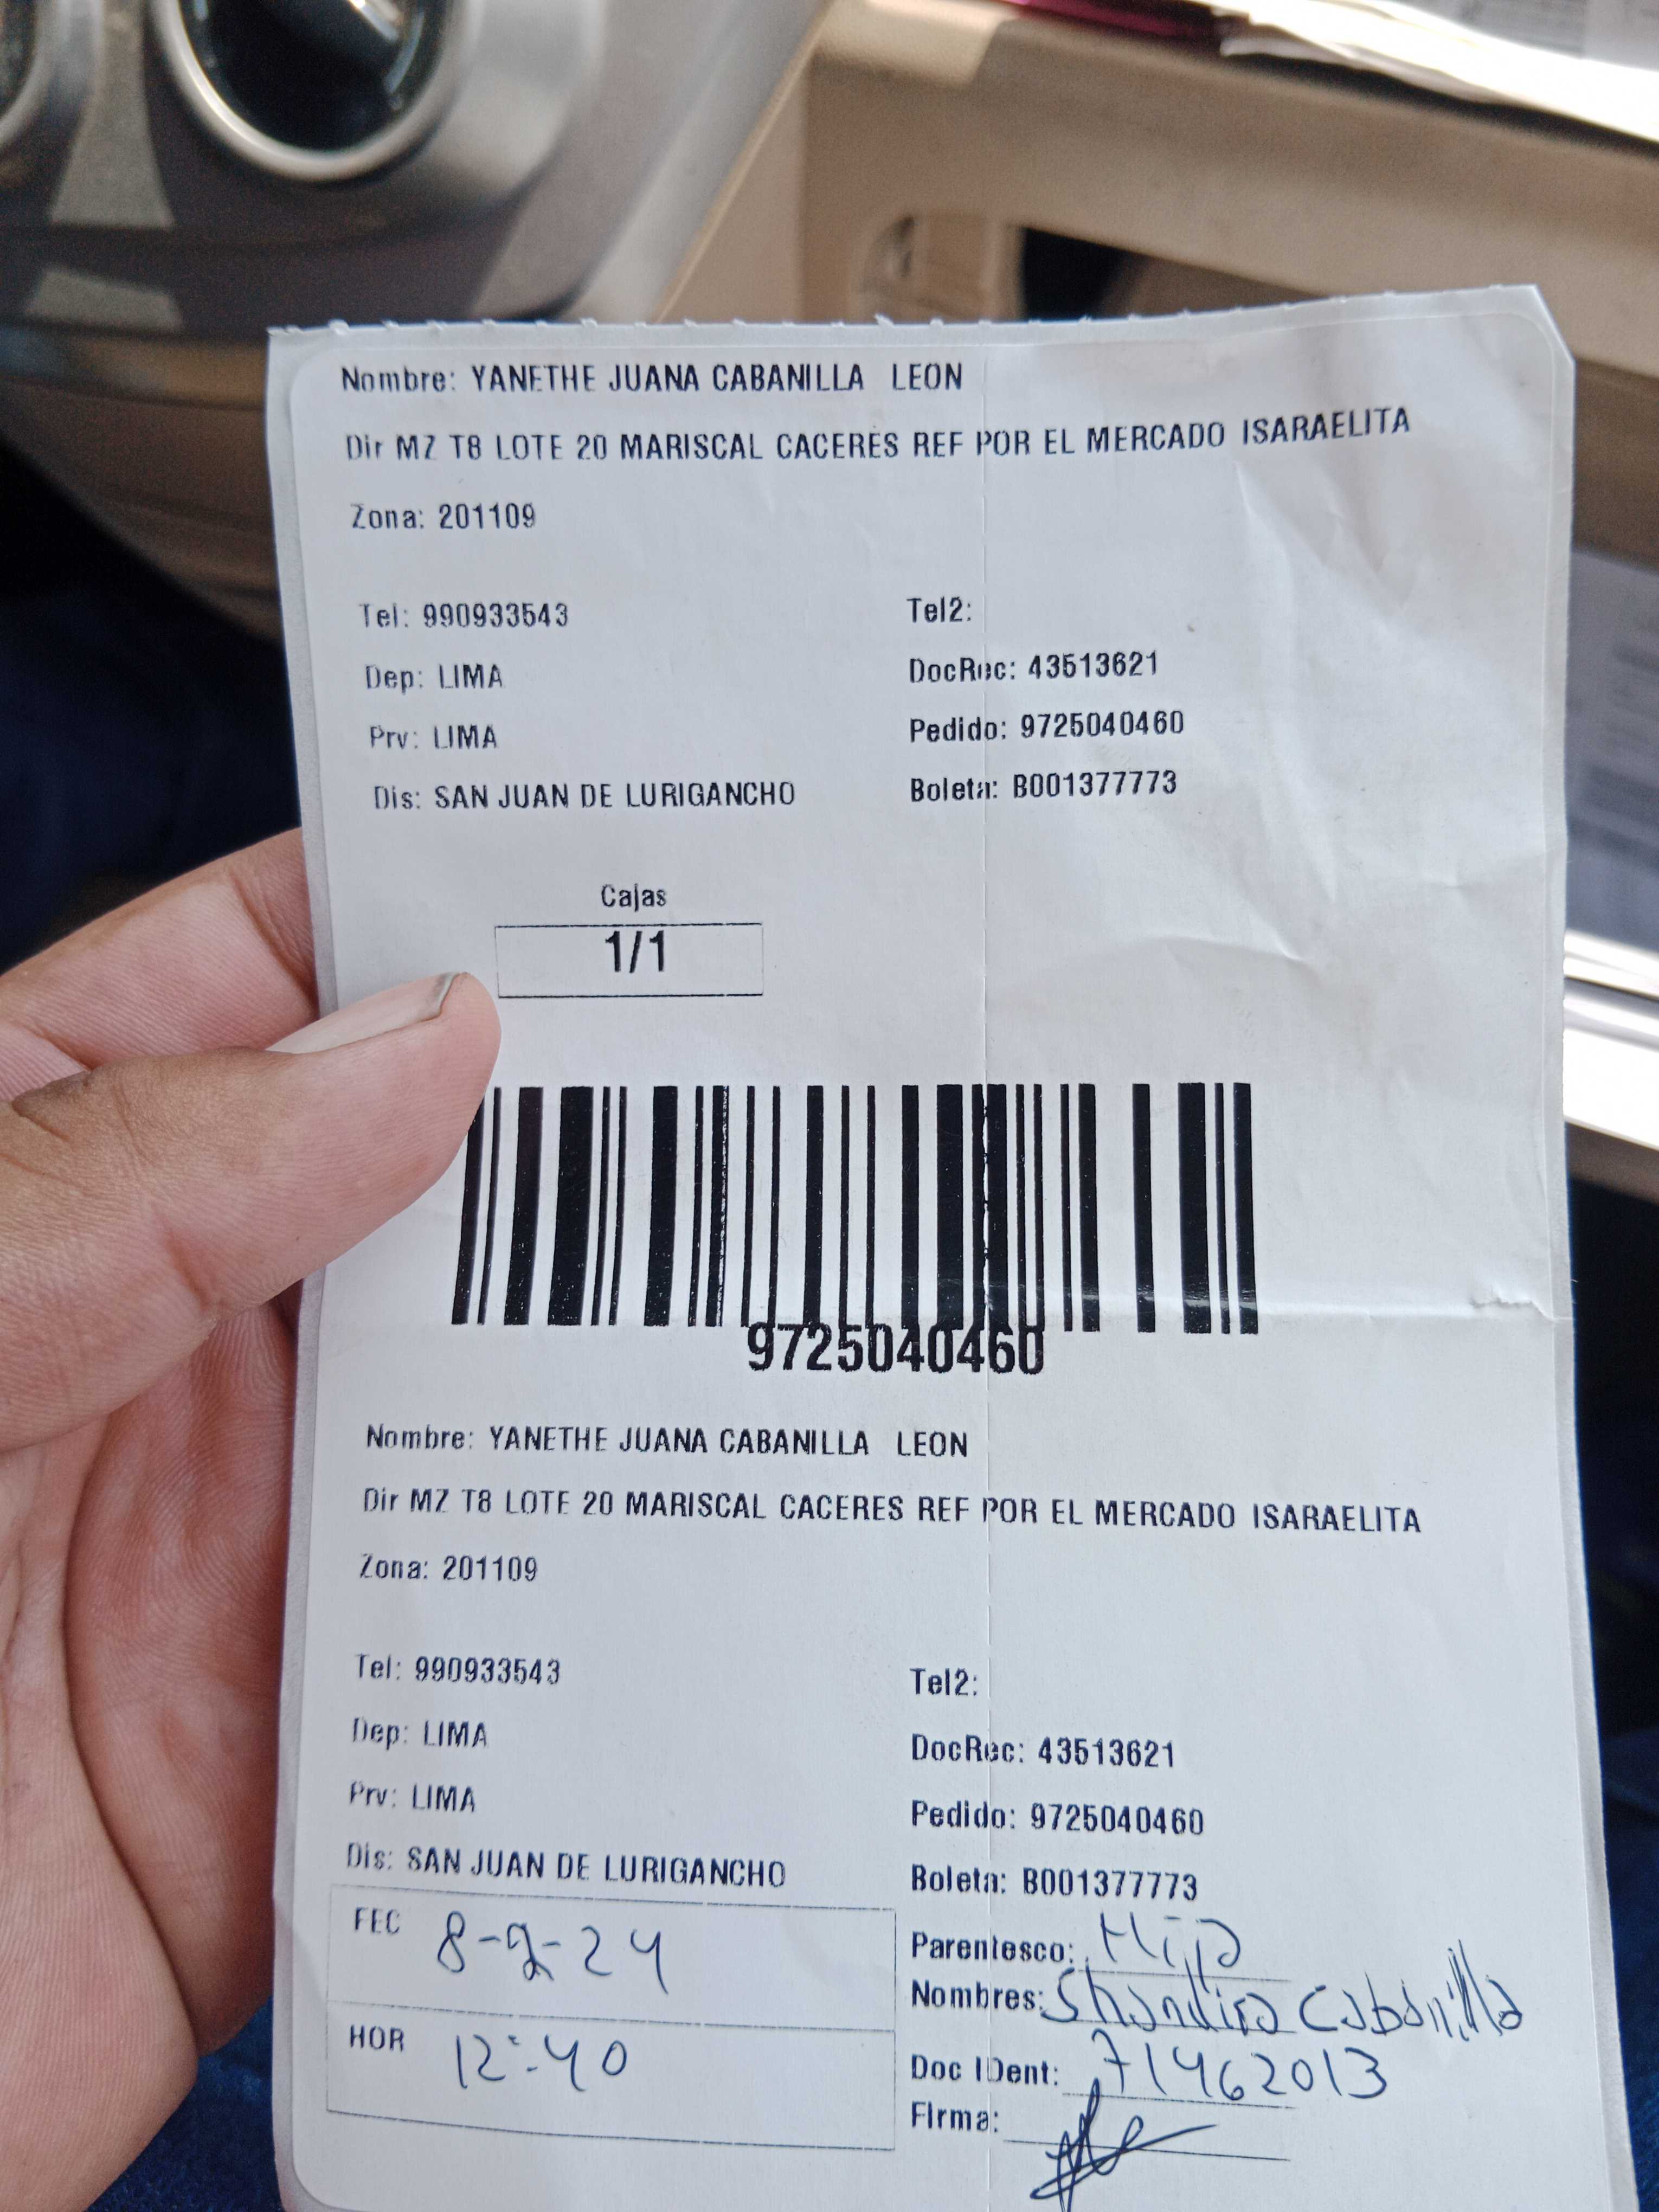 Nombre: YANETHE JUANA CABANILLA LEON
Dir MZ T8 LOTE 20 MARISCAL CACERES REF POR EL MERCADO ISARAELITA
Zona: 201109
Tel: 990933543 Tel2:
Dep: LIMA DocRec: 43513621
Prv: LIMA Pedido: 9725040460
Dis: SAN JUAN DE LURIGANCHO Boleta: B001377773
Cajas
1/1
9725040460
Nombre: YANETHE JUANA CABANILLA LEON
Dir MZ T8 LOTE 20 MARISCAL CACERES REF POR EL MERCADO ISARAELITA
Zona: 201109
Tel: 990933543 Tel2:
Dep: LIMA DocRec: 43513621
Prv: LIMA Pedido: 9725040460
Dis: SAN JUAN DE LURIGANCHO Boleta: B001377773
FEC 8-2-24 Parentesco: Hija
Nombres: Shandira Cabanilla
HOR 12:40 Doc IDent: 71462013
Firma: